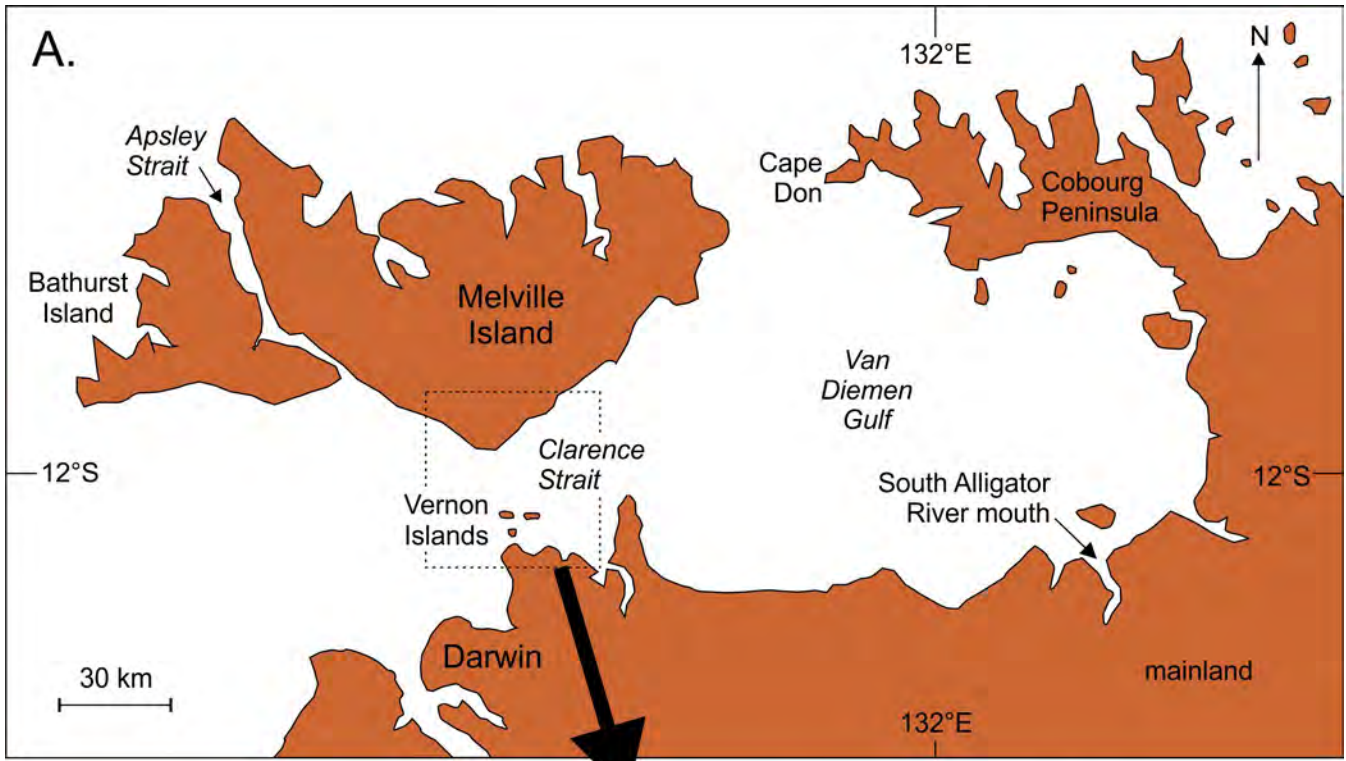 A.
132°E
N
Apsley
Strait
Cape
Don
Cobourg
Peninsula
Bathurst
Island
Melville
Island
Van
Diemen
Gulf
Clarence
Strait
12°S
12°S
South Alligator
River mouth
Vernon
Islands
Darwin
mainland
30 km
132°E